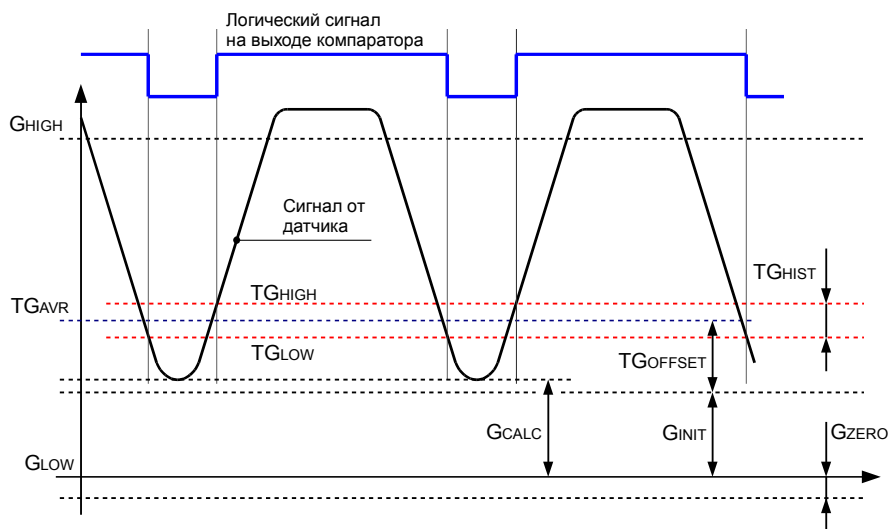 Логический сигнал
на выходе компаратора
GHIGH
Сигнал от
датчика
TGHIST
TGHIGH
TGAVR
TGLOW
TGOFFSET
GCALC
GINIT
GZERO
GLOW